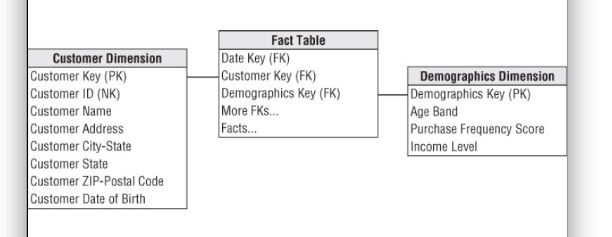 Customer Dimension
Customer Key (PK)
Customer ID (NK)
Customer Name
Customer Address
Customer City-State
Customer State
Customer ZIP-Postal Code
Customer Date of Birth
Fact Table
Date Key (FK)
Customer Key (FK)
Demographics Key (FK)
More FKs...
Facts...
Demographics Dimension
Demographics Key (PK)
Age Band
Purchase Frequency Score
Income Level